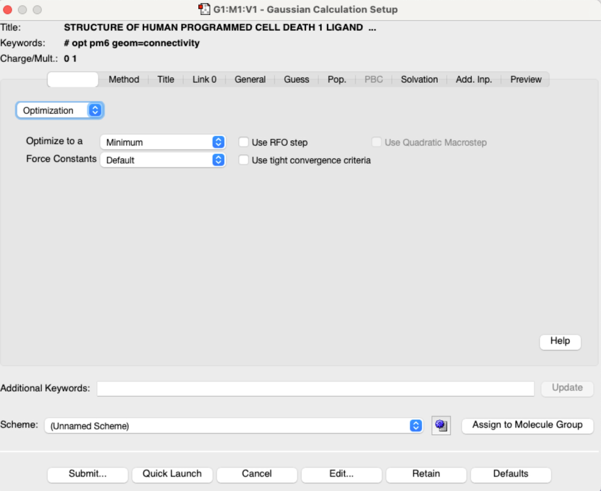 G1:M1:V1 - Gaussian Calculation Setup
Title: STRUCTURE OF HUMAN PROGRAMMED CELL DEATH 1 LIGAND ...
Keywords: # opt pm6 geom=connectivity
Charge/Mult.: 0 1
Method Title Link 0 General Guess Pop. PBC Solvation Add. Inp. Preview
Optimization
Optimize to a Minimum Use RFO step Use Quadratic Macrostep
Force Constants Default Use tight convergence criteria
Help
Additional Keywords: Update
Scheme: (Unnamed Scheme) Assign to Molecule Group
Submit... Quick Launch Cancel Edit... Retain Defaults